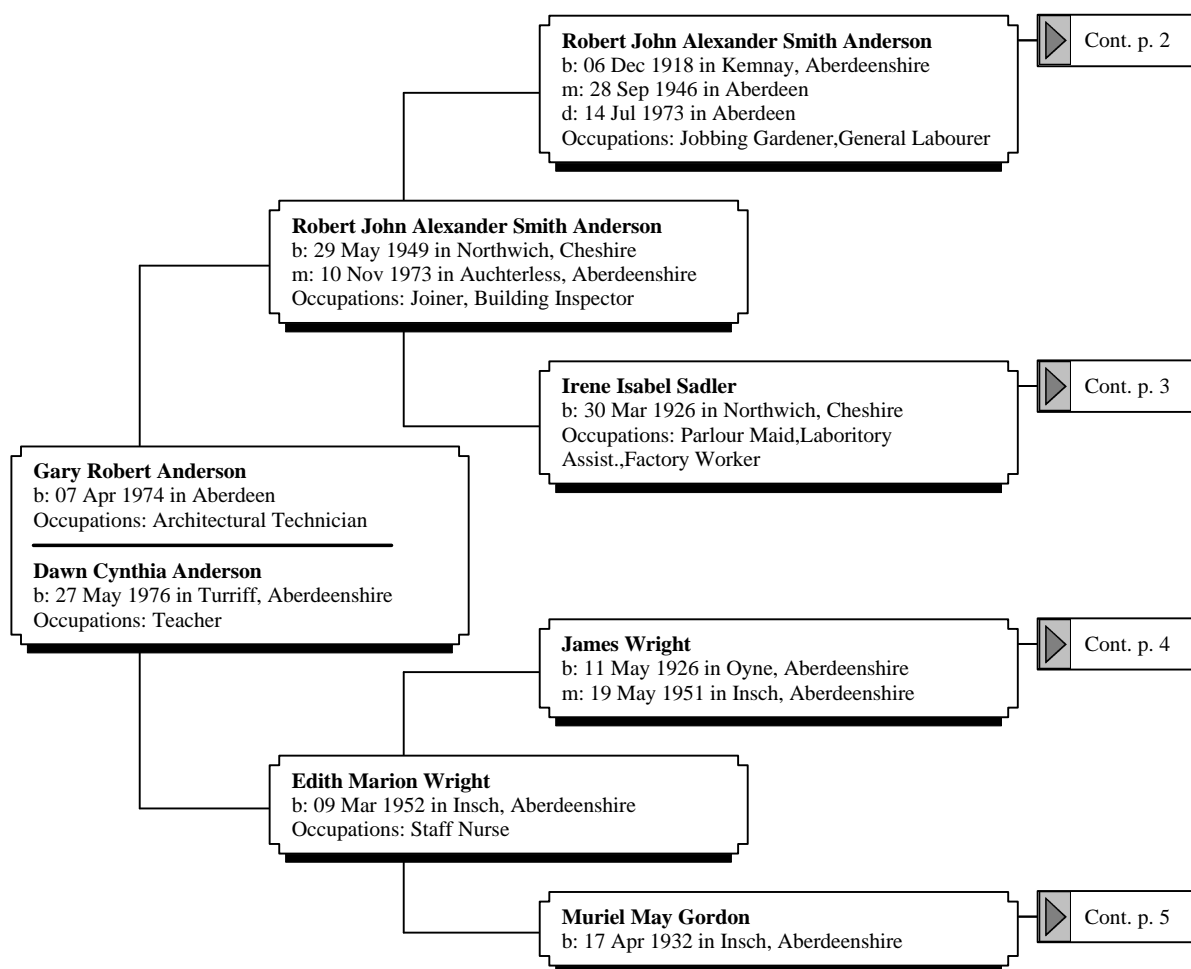 Robert John Alexander Smith Anderson
b: 06 Dec 1918 in Kemnay, Aberdeenshire
m: 28 Sep 1946 in Aberdeen
d: 14 Jul 1973 in Aberdeen
Occupations: Jobbing Gardener,General Labourer
Cont. p. 2
Robert John Alexander Smith Anderson
b: 29 May 1949 in Northwich, Cheshire
m: 10 Nov 1973 in Auchterless, Aberdeenshire
Occupations: Joiner, Building Inspector
Irene Isabel Sadler
b: 30 Mar 1926 in Northwich, Cheshire
Occupations: Parlour Maid,Laboritory
Assist.,Factory Worker
Cont. p. 3
Gary Robert Anderson
b: 07 Apr 1974 in Aberdeen
Occupations: Architectural Technician
Dawn Cynthia Anderson
b: 27 May 1976 in Turriff, Aberdeenshire
Occupations: Teacher
James Wright
b: 11 May 1926 in Oyne, Aberdeenshire
m: 19 May 1951 in Insch, Aberdeenshire
Cont. p. 4
Edith Marion Wright
b: 09 Mar 1952 in Insch, Aberdeenshire
Occupations: Staff Nurse
Muriel May Gordon
b: 17 Apr 1932 in Insch, Aberdeenshire
Cont. p. 5